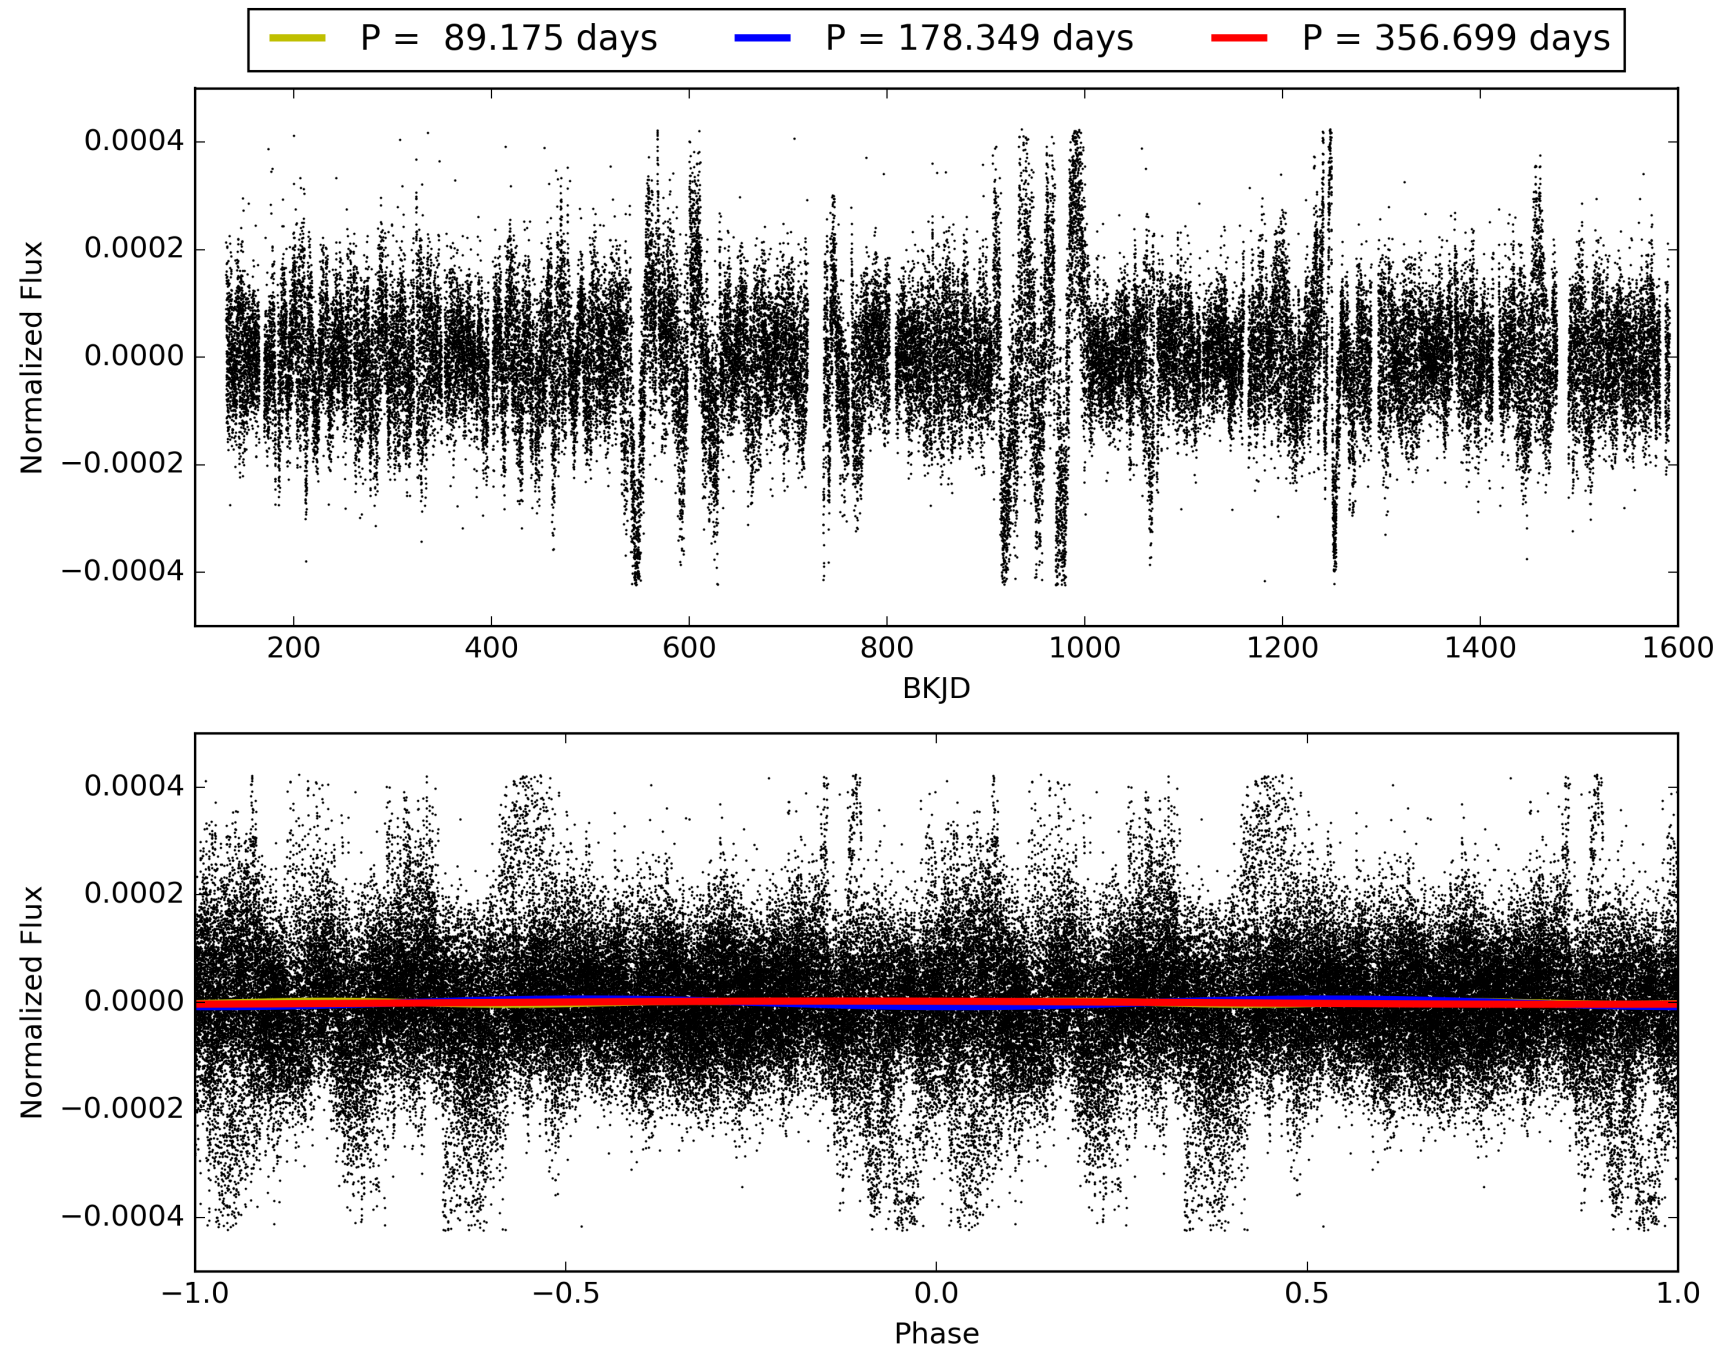 P =  89.175 days P = 178.349 days P = 356.699 days
0.0004
0.0002
0.0000
−0.0002
−0.0004
Normalized Flux
200 400 600 800 1000 1200 1400 1600
BKJD
0.0004
0.0002
0.0000
−0.0002
−0.0004
Normalized Flux
−1.0 −0.5 0.0 0.5 1.0
Phase